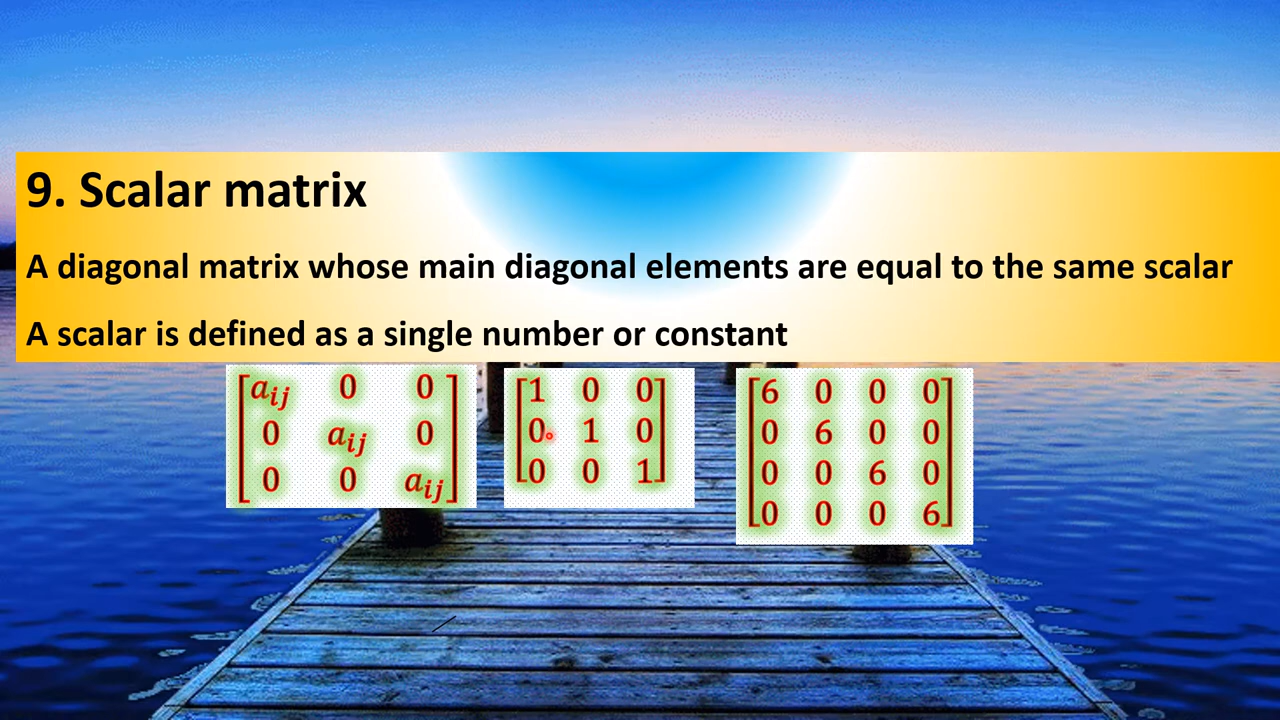 9. Scalar matrix
A diagonal matrix whose main diagonal elements are equal to the same scalar
A scalar is defined as a single number or constant
[a_ij 0 0]
[0 a_ij 0]
[0 0 a_ij]
[1 0 0]
[0 1 0]
[0 0 1]
[6 0 0 0]
[0 6 0 0]
[0 0 6 0]
[0 0 0 6]